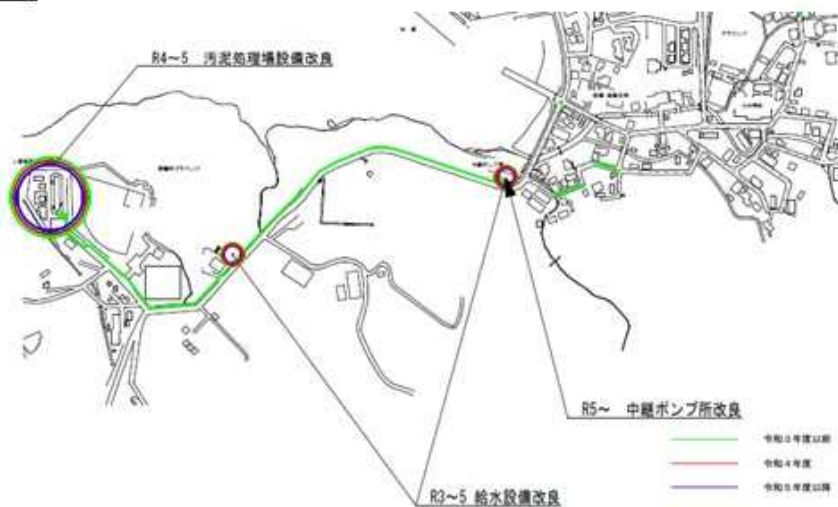 R4～5 汚泥処理場設備改良
R5～ 中継ポンプ所改良
令和3年度以前
令和4年度
令和5年度以降
R3～5 給水設備改良